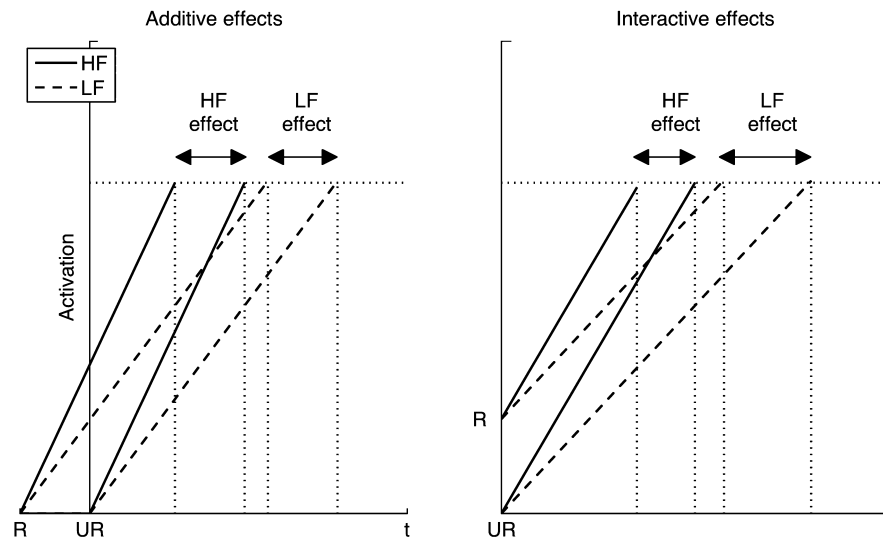 Additive effects
Interactive effects
HF
LF
HF
effect
LF
effect
HF
effect
LF
effect
Activation
R
R
UR
t
UR